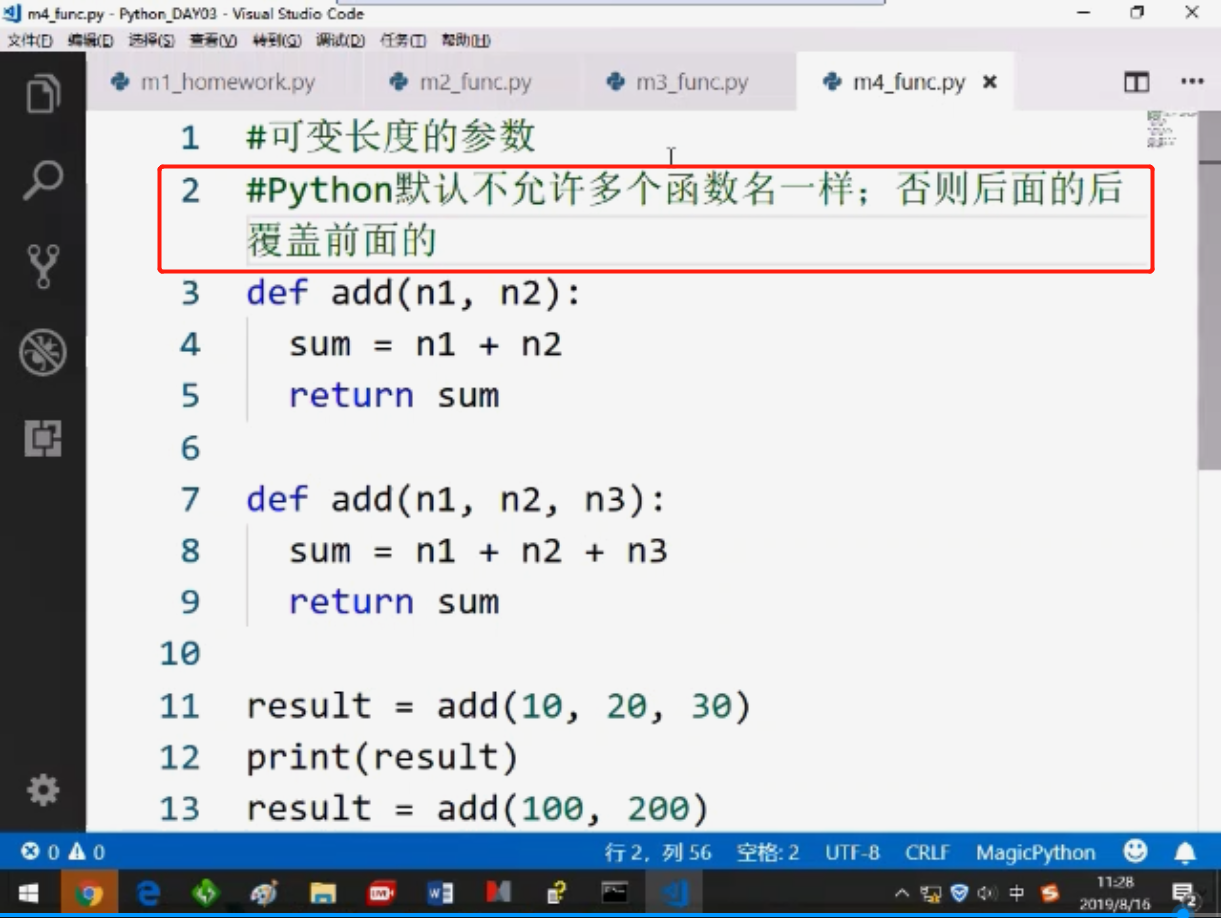 m4_func.py - Python_DAY03 - Visual Studio Code
文件(F) 编辑(E) 选择(S) 查看(V) 转到(G) 调试(D) 任务(T) 帮助(H)
m1_homework.py m2_func.py m3_func.py m4_func.py
1 #可变长度的参数
2 #Python默认不允许多个函数名一样；否则后面的后
覆盖前面的
3 def add(n1, n2):
4 sum = n1 + n2
5 return sum
6
7 def add(n1, n2, n3):
8 sum = n1 + n2 + n3
9 return sum
10
11 result = add(10, 20, 30)
12 print(result)
13 result = add(100, 200)
0 0 行 2，列 56 空格: 2 UTF-8 CRLF MagicPython
中 11:28
2019/8/16 2